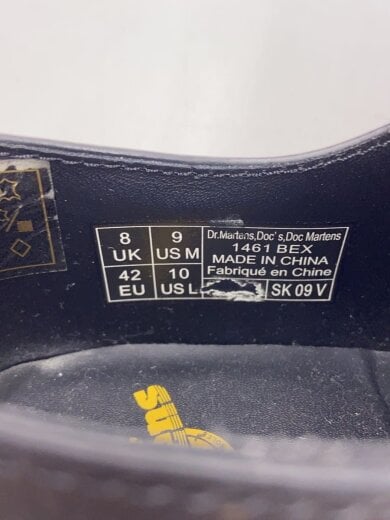 8 UK
9 US M
42 EU
10 US L
Dr.Martens,Doc's,Doc Martens
1461 BEX
MADE IN CHINA
Fabriqué en Chine
SK 09 V